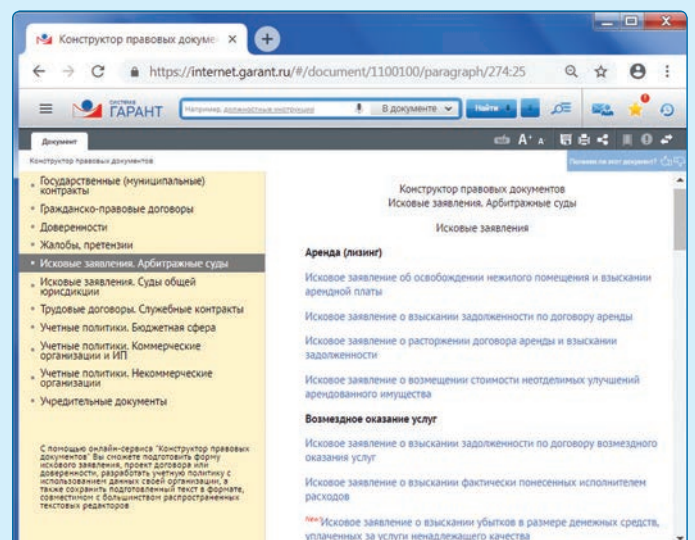 Конструктор правовых докуме
https://internet.garant.ru/#/document/1100100/paragraph/274:25
СИСТЕМА
ГАРАНТ
Например, должностные инструкции
В документе
Найти
Документ
A+ A
Конструктор правовых документов
Полезен ли этот документ?
Государственные (муниципальные)
контракты
Гражданско-правовые договоры
Доверенности
Жалобы, претензии
Исковые заявления. Арбитражные суды
Исковые заявления. Суды общей
юрисдикции
Трудовые договоры. Служебные контракты
Учетные политики. Бюджетная сфера
Учетные политики. Коммерческие
организации и ИП
Учетные политики. Некоммерческие
организации
Учредительные документы
С помощью онлайн-сервиса "Конструктор правовых
документов" Вы сможете подготовить форму
искового заявления, проект договора или
доверенности, разработать учетную политику с
использованием данных своей организации, а
также сохранить подготовленный текст в формате,
совместимом с большинством распространенных
текстовых редакторов
Конструктор правовых документов
Исковые заявления. Арбитражные суды
Исковые заявления
Аренда (лизинг)
Исковое заявление об освобождении нежилого помещения и взыскании
арендной платы
Исковое заявление о взыскании задолженности по договору аренды
Исковое заявление о расторжении договора аренды и взыскании
задолженности
Исковое заявление о возмещении стоимости неотделимых улучшений
арендованного имущества
Возмездное оказание услуг
Исковое заявление о взыскании задолженности по договору возмездного
оказания услуг
Исковое заявление о взыскании фактически понесенных исполнителем
расходов
New! Исковое заявление о взыскании убытков в размере денежных средств,
уплаченных за услуги ненадлежащего качества